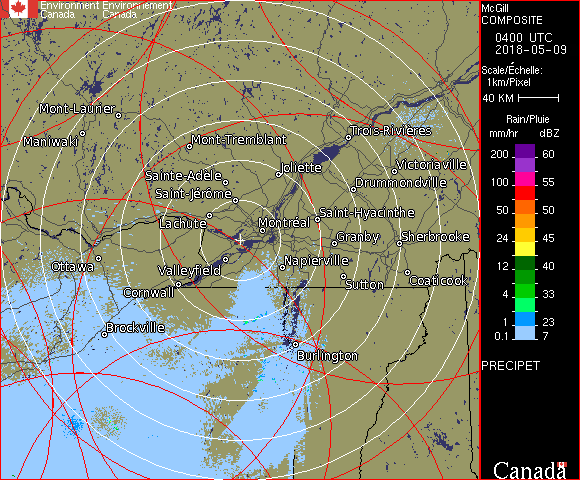 Environment Environnement
Canada Canada
McGill
COMPOSITE
0400 UTC
2018-05-09
Scale/Échelle:
1km/Pixel
40 KM
Rain/Pluie
mm/hr dBZ
200 60
100 55
50 50
24 45
12 40
4 33
1 23
0.1 7
PRECIPET
Canada
Mont-Laurier
Maniwaki
Mont-Tremblant
Trois-Rivières
Joliette
Victoriaville
Sainte-Adèle
Drummondville
Saint-Jérôme
Lachute
Saint-Hyacinthe
Montréal
Granby
Sherbrooke
Ottawa
Valleyfield
Napierville
Cornwall
Sutton
Coaticook
Brockville
Burlington